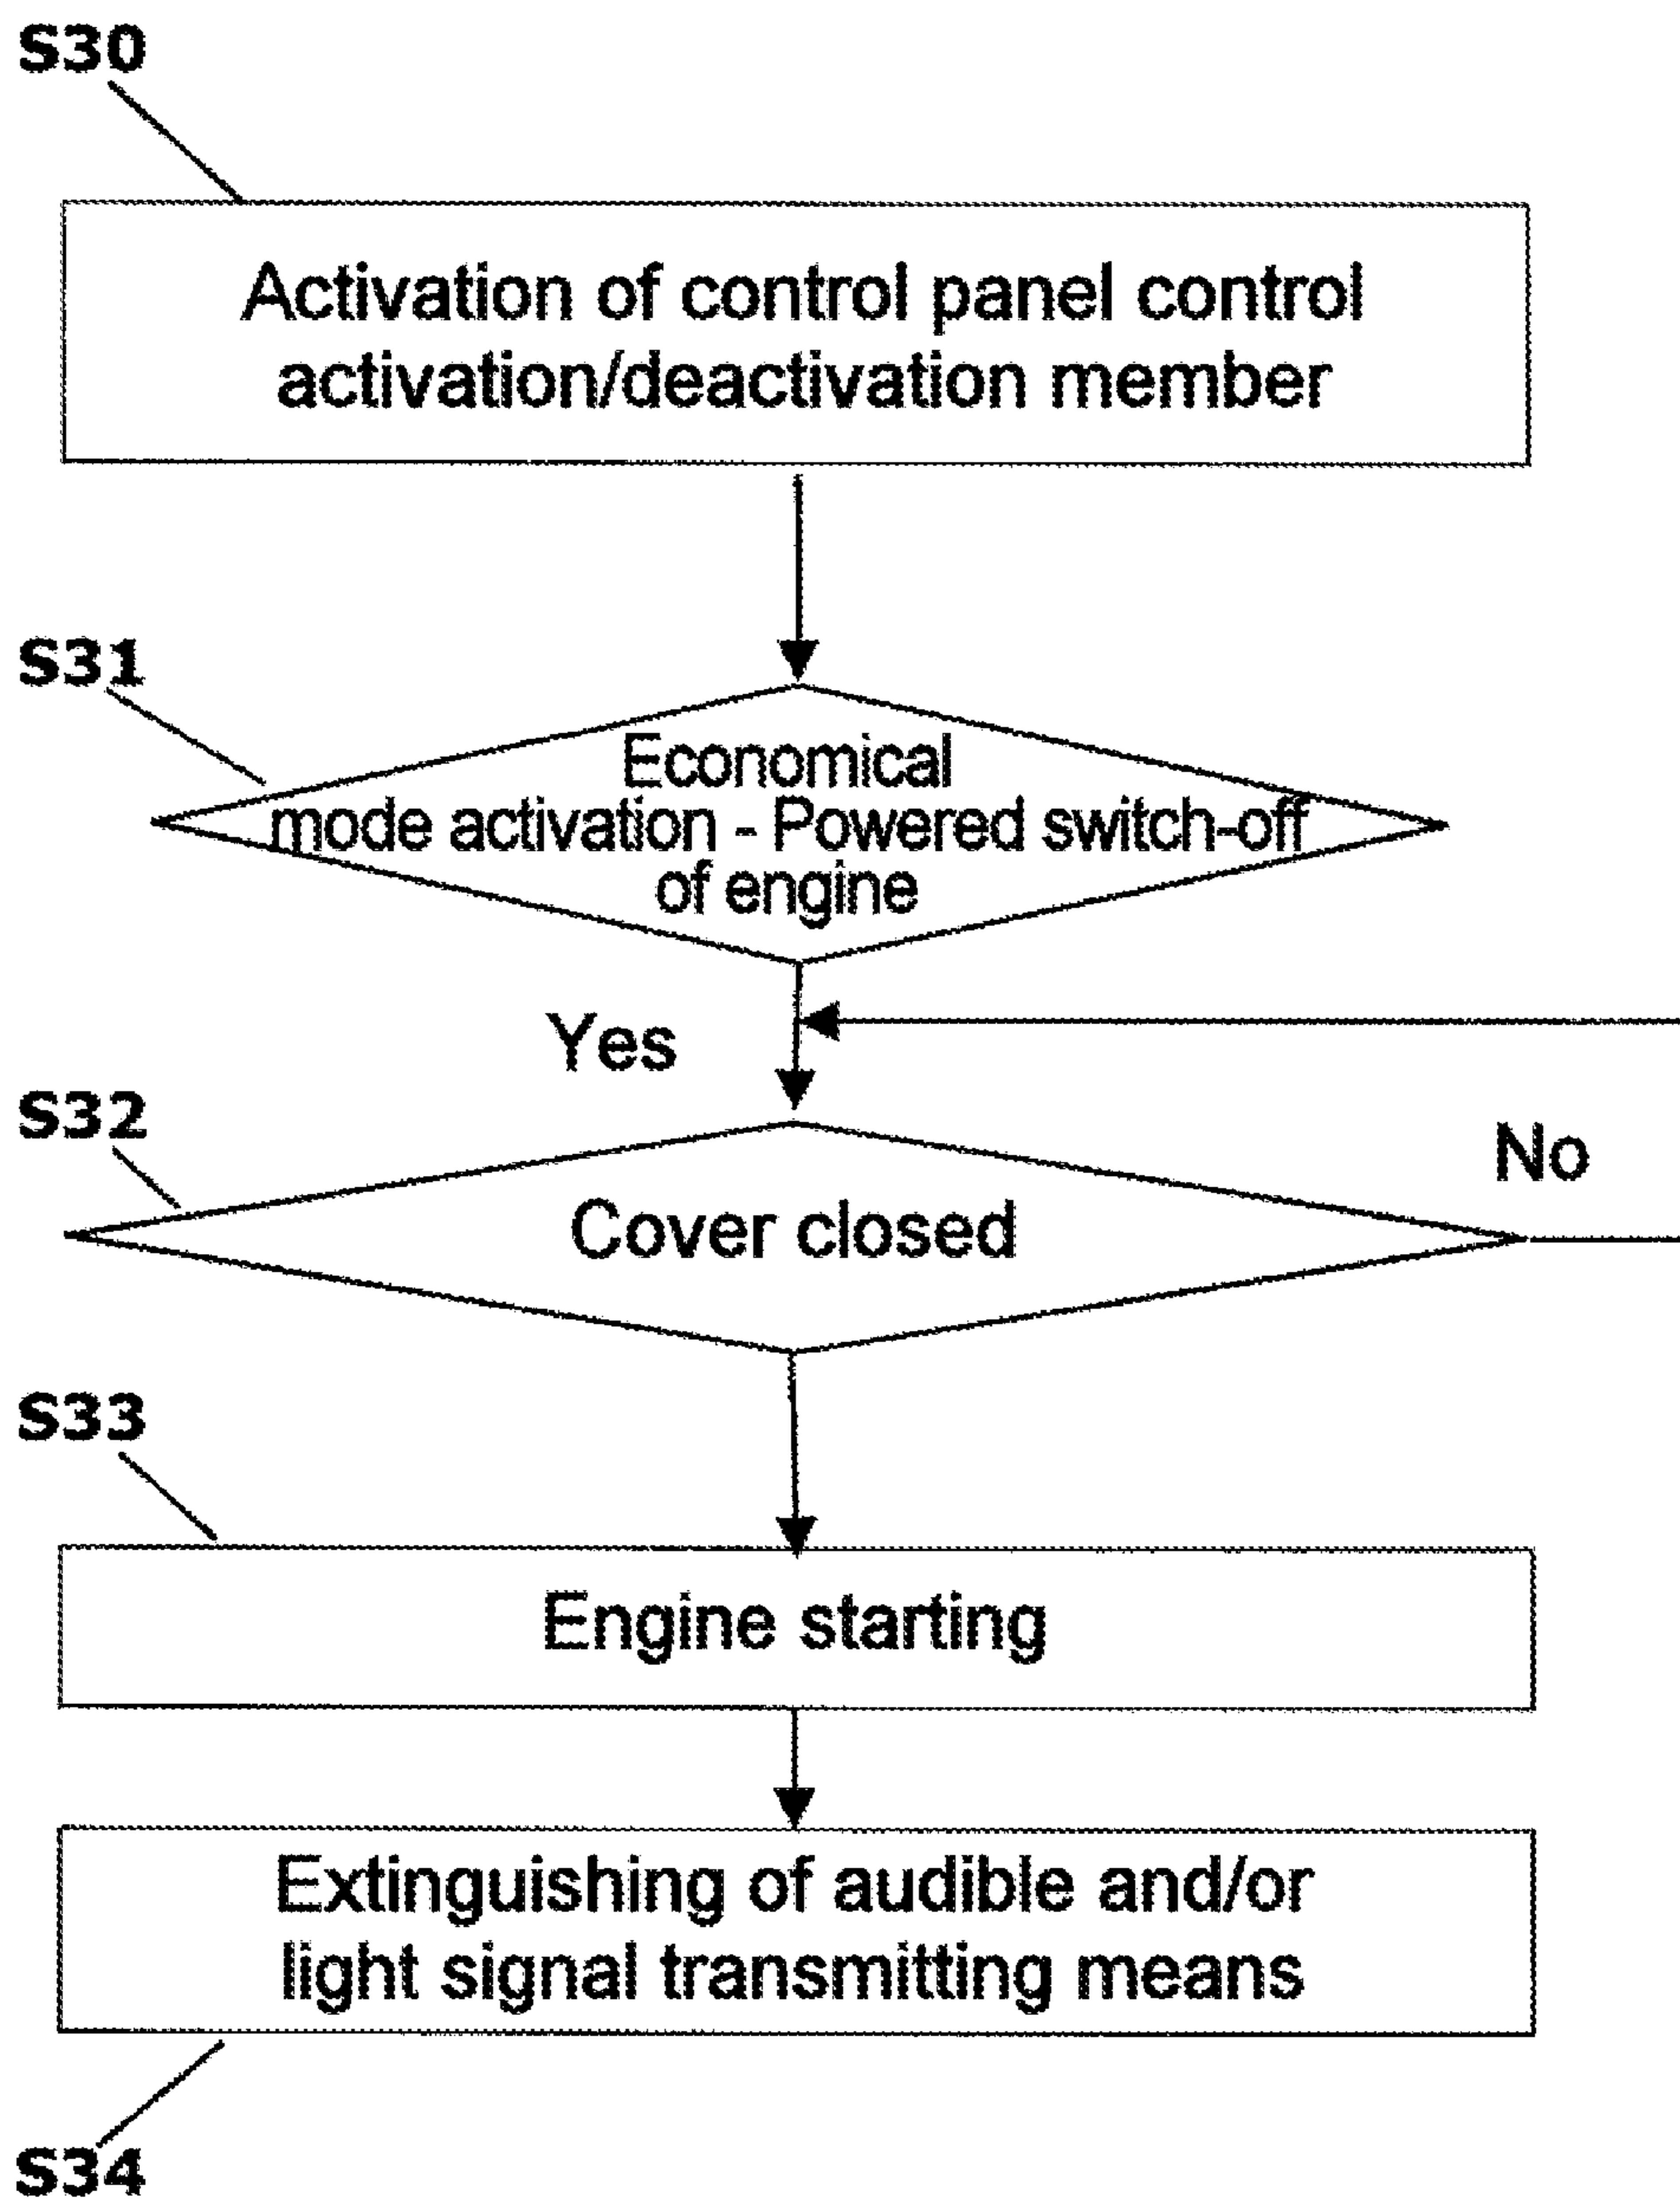 S30
Activation of control panel control
activation/deactivation member
S31
Economical
mode activation - Powered switch-off
of engine
Yes
S32
No
Cover closed
S33
Engine starting
Extinguishing of audible and/or
light signal transmitting means
S34